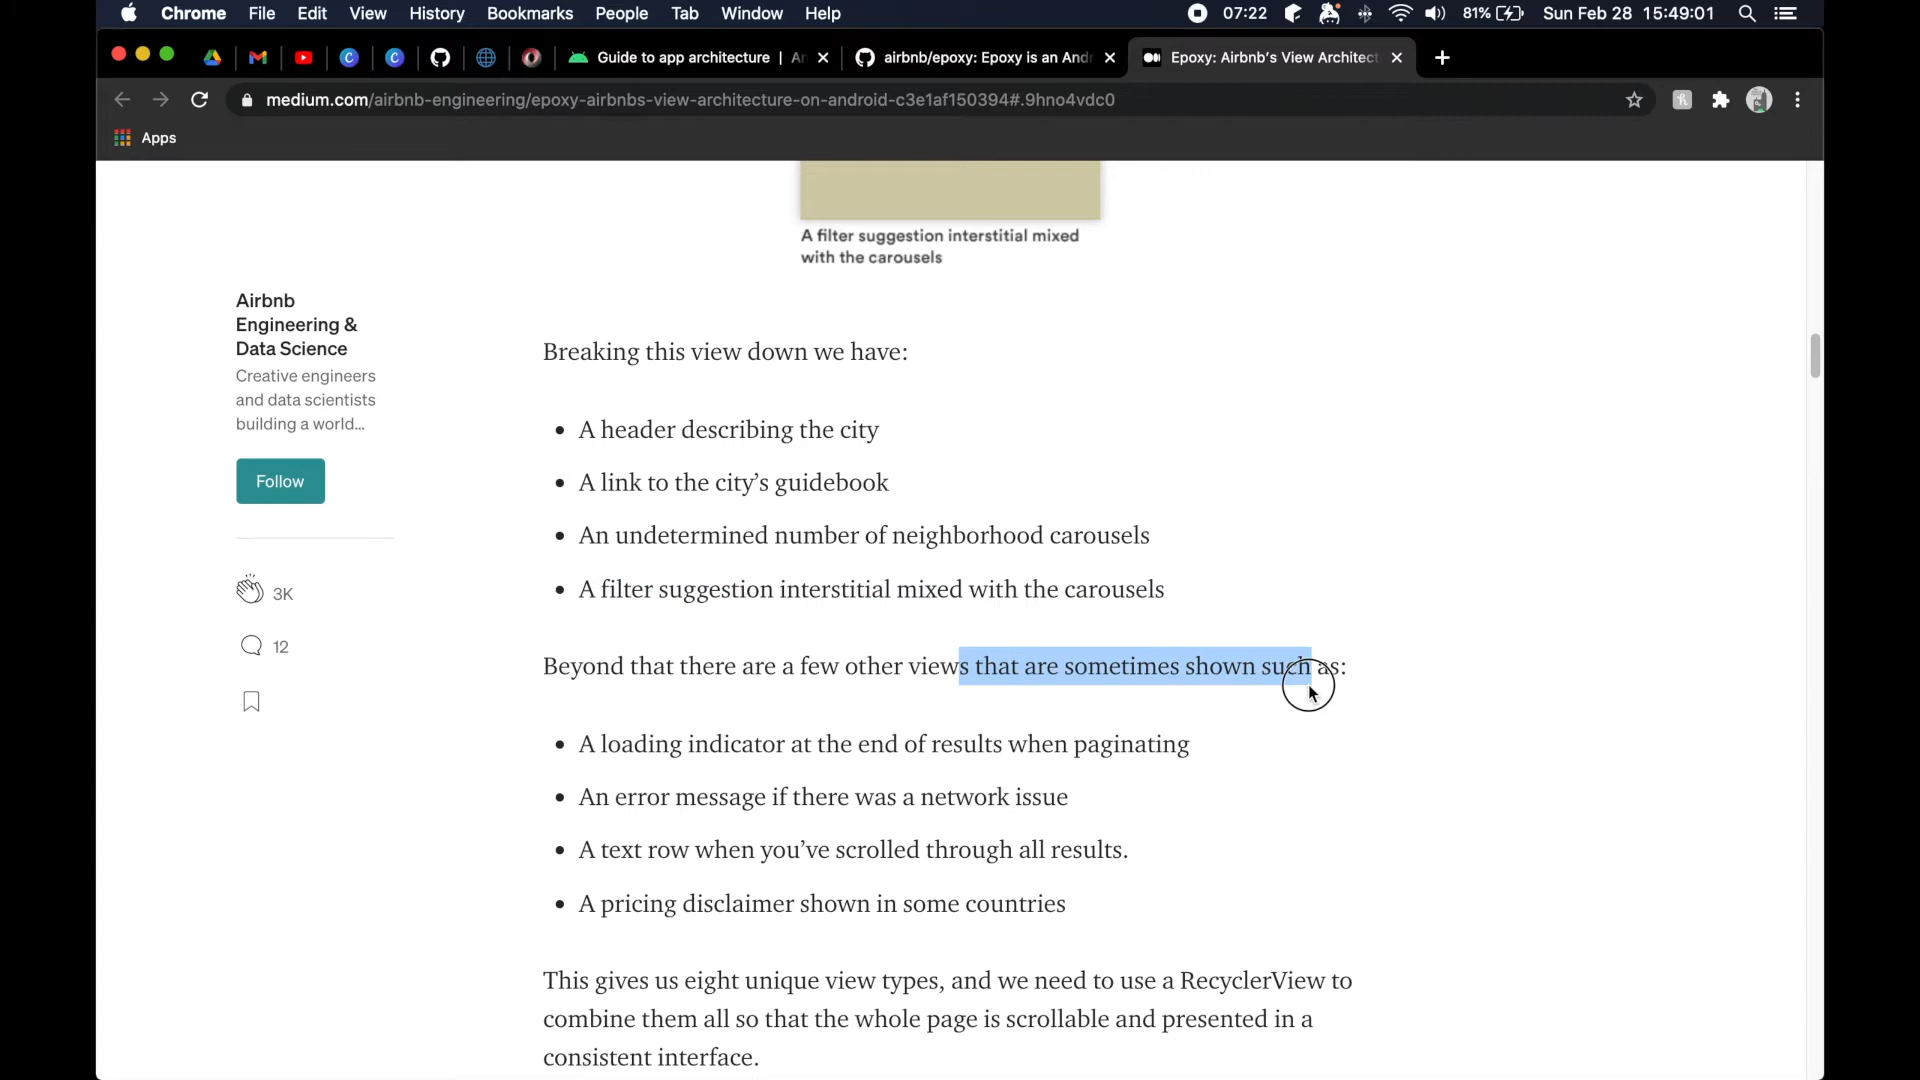 Chrome File Edit View History Bookmarks People Tab Window Help 07:22 81% Sun Feb 28 15:49:01
Guide to app architecture | An
airbnb/epoxy: Epoxy is an Andr
Epoxy: Airbnb's View Architect
medium.com/airbnb-engineering/epoxy-airbnbs-view-architecture-on-android-c3e1af150394#.9hno4vdc0
Apps
A filter suggestion interstitial mixed
with the carousels
Airbnb
Engineering &
Data Science
Creative engineers
and data scientists
building a world...
Follow
3K
12
Breaking this view down we have:
• A header describing the city
• A link to the city’s guidebook
• An undetermined number of neighborhood carousels
• A filter suggestion interstitial mixed with the carousels
Beyond that there are a few other views that are sometimes shown such as:
• A loading indicator at the end of results when paginating
• An error message if there was a network issue
• A text row when you’ve scrolled through all results.
• A pricing disclaimer shown in some countries
This gives us eight unique view types, and we need to use a RecyclerView to
combine them all so that the whole page is scrollable and presented in a
consistent interface.